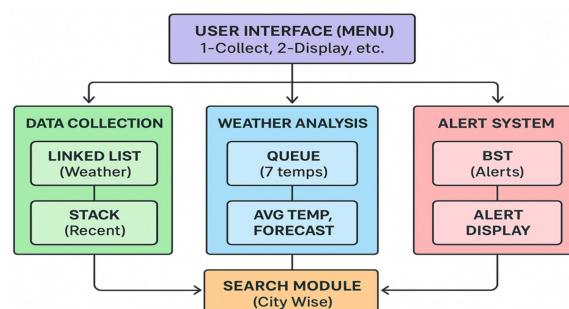 USER INTERFACE (MENU)
1-Collect, 2-Display, etc.
DATA COLLECTION
LINKED LIST
(Weather)
STACK
(Recent)
WEATHER ANALYSIS
QUEUE
(7 temps)
AVG TEMP,
FORECAST
ALERT SYSTEM
BST
(Alerts)
ALERT
DISPLAY
SEARCH MODULE
(City Wise)